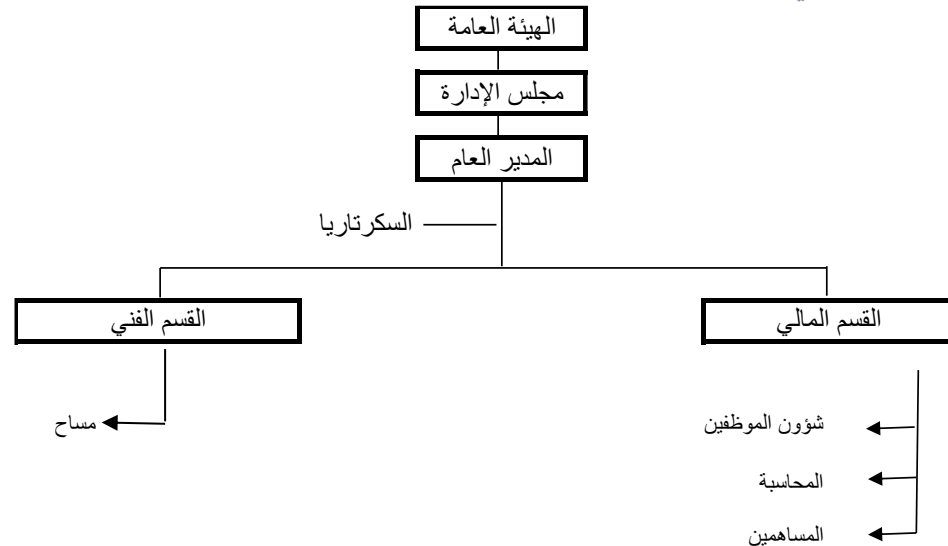 الهيئة العامة
مجلس الإدارة
المدير العام
السكرتاريا
القسم المالي
القسم الفني
شؤون الموظفين
المحاسبة
المساهمين
مساح